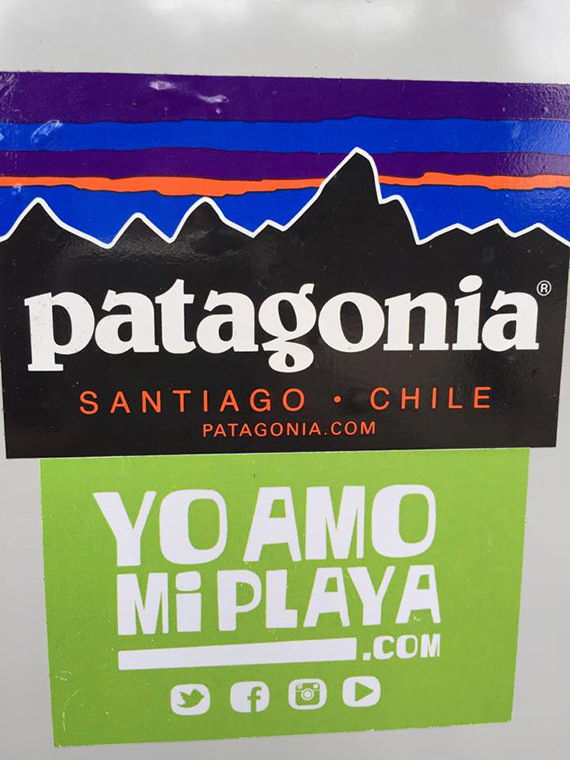 patagonia®
SANTIAGO • CHILE
PATAGONIA.COM
YO AMO
Mi PLAYA
.COM